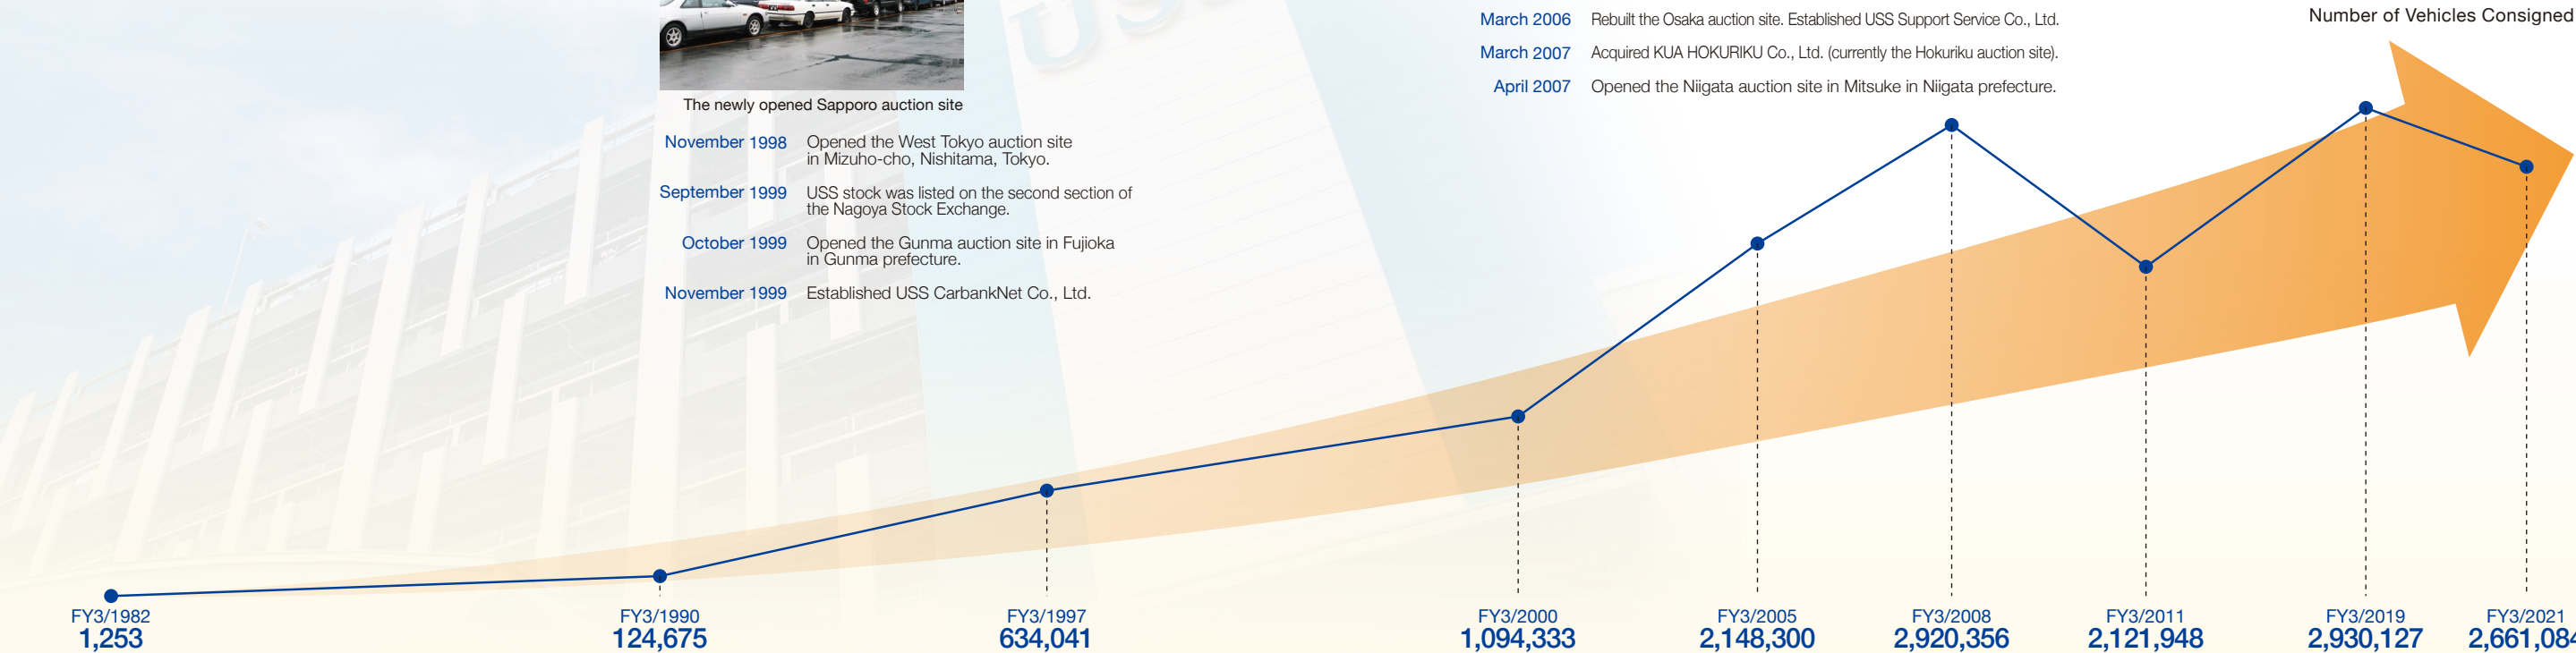 The newly opened Sapporo auction site
November 1998 Opened the West Tokyo auction site
in Mizuho-cho, Nishitama, Tokyo.
September 1999 USS stock was listed on the second section of
the Nagoya Stock Exchange.
October 1999 Opened the Gunma auction site in Fujioka
in Gunma prefecture.
November 1999 Established USS CarbankNet Co., Ltd.
March 2006 Rebuilt the Osaka auction site. Established USS Support Service Co., Ltd.
March 2007 Acquired KUA HOKURIKU Co., Ltd. (currently the Hokuriku auction site).
April 2007 Opened the Niigata auction site in Mitsuke in Niigata prefecture.
Number of Vehicles Consigned
US
FY3/1982 FY3/1990 FY3/1997 FY3/2000 FY3/2005 FY3/2008 FY3/2011 FY3/2019 FY3/2021
1,253 124,675 634,041 1,094,333 2,148,300 2,920,356 2,121,948 2,930,127 2,661,084